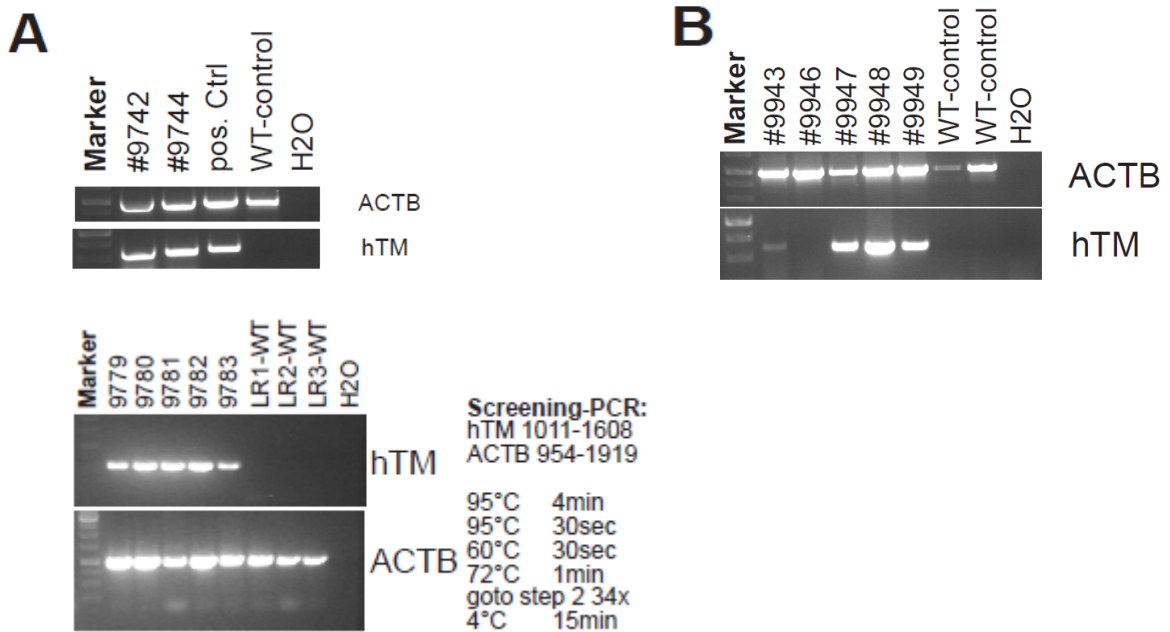 A
Marker
#9742
#9744
pos. Ctrl
WT-control
H2O
ACTB
hTM
Marker
9779
9780
9781
9782
9783
LR1-WT
LR2-WT
LR3-WT
H2O
hTM
ACTB
Screening-PCR:
hTM 1011-1608
ACTB 954-1919
95°C 4min
95°C 30sec
60°C 30sec
72°C 1min
goto step 2 34x
4°C 15min
B
Marker
#9943
#9946
#9947
#9948
#9949
WT-control
WT-control
H2O
ACTB
hTM